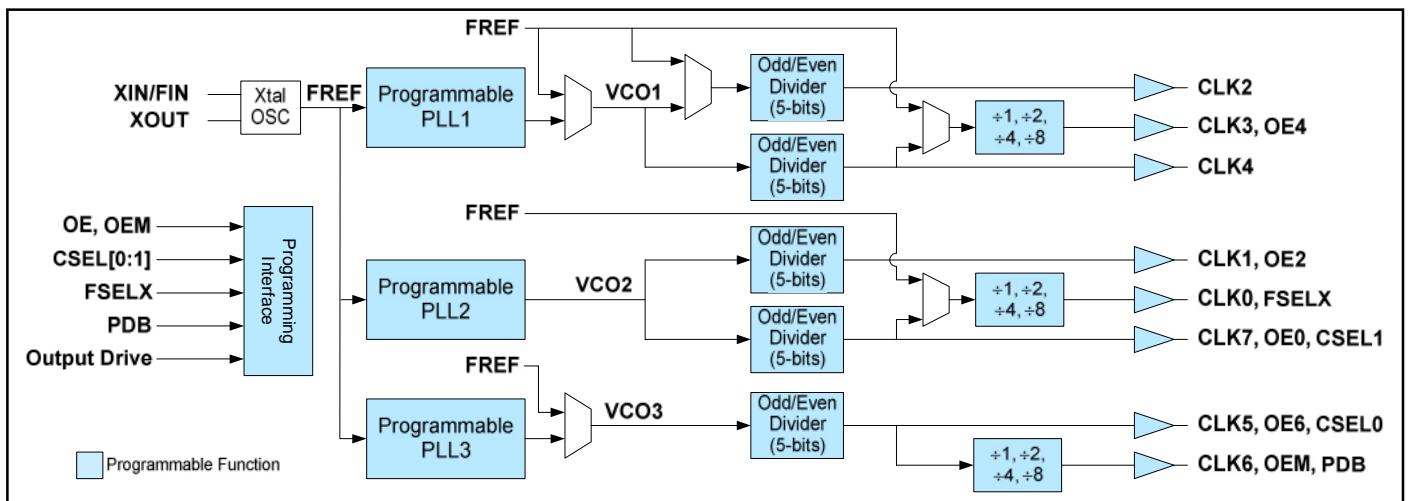 FREF
XIN/FIN
XOUT
Xtal
OSC
FREF
Programmable
PLL1
VCO1
Odd/Even
Divider
(5-bits)
Odd/Even
Divider
(5-bits)
÷1, ÷2,
÷4, ÷8
CLK2
CLK3, OE4
CLK4
OE, OEM
CSEL[0:1]
FSELX
PDB
Output Drive
Programming
Interface
FREF
Programmable
PLL2
VCO2
Odd/Even
Divider
(5-bits)
Odd/Even
Divider
(5-bits)
÷1, ÷2,
÷4, ÷8
CLK1, OE2
CLK0, FSELX
CLK7, OE0, CSEL1
FREF
Programmable
PLL3
VCO3
Odd/Even
Divider
(5-bits)
÷1, ÷2,
÷4, ÷8
CLK5, OE6, CSEL0
CLK6, OEM, PDB
Programmable Function